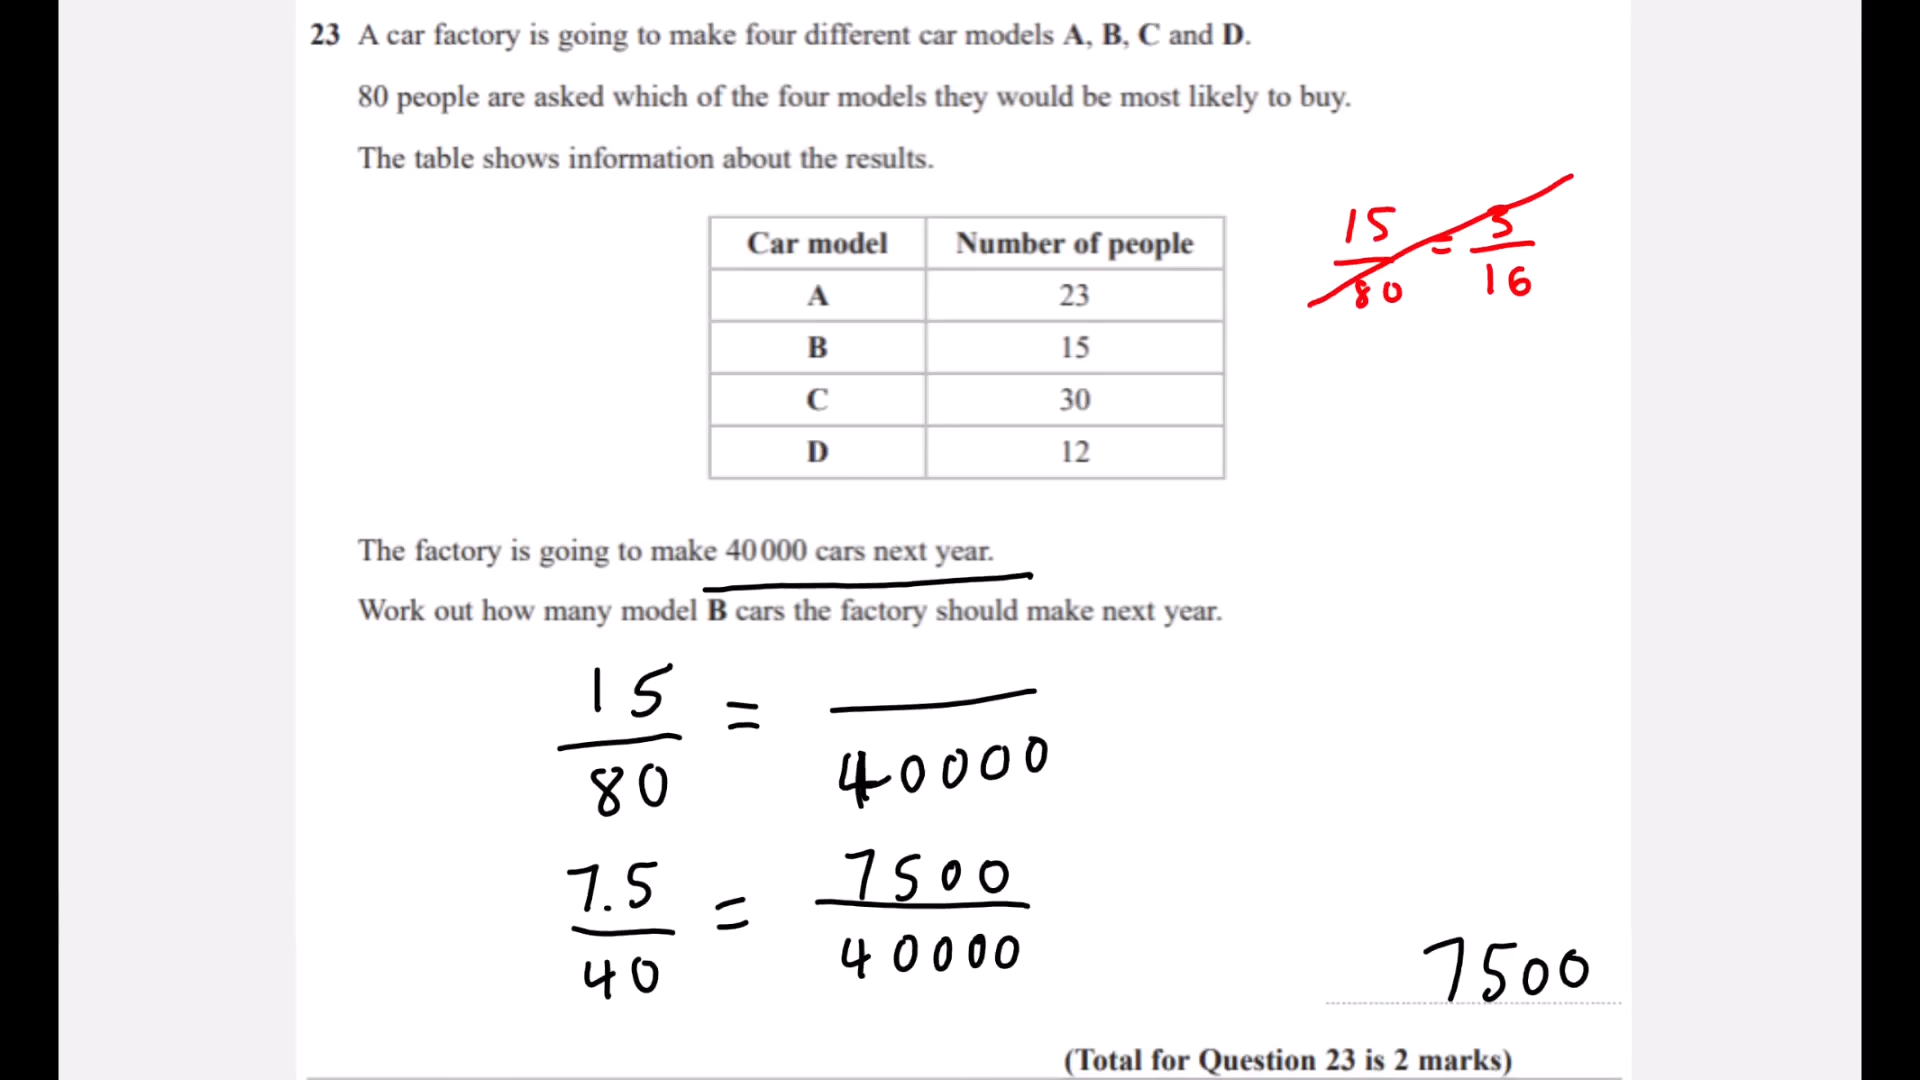 23 A car factory is going to make four different car models A, B, C and D.
80 people are asked which of the four models they would be most likely to buy.
The table shows information about the results.
15/80 = 3/16
Car model Number of people
A 23
B 15
C 30
D 12
The factory is going to make 40 000 cars next year.
Work out how many model B cars the factory should make next year.
15 =
80 40000
7.5 = 7500
40 40000
7500
(Total for Question 23 is 2 marks)